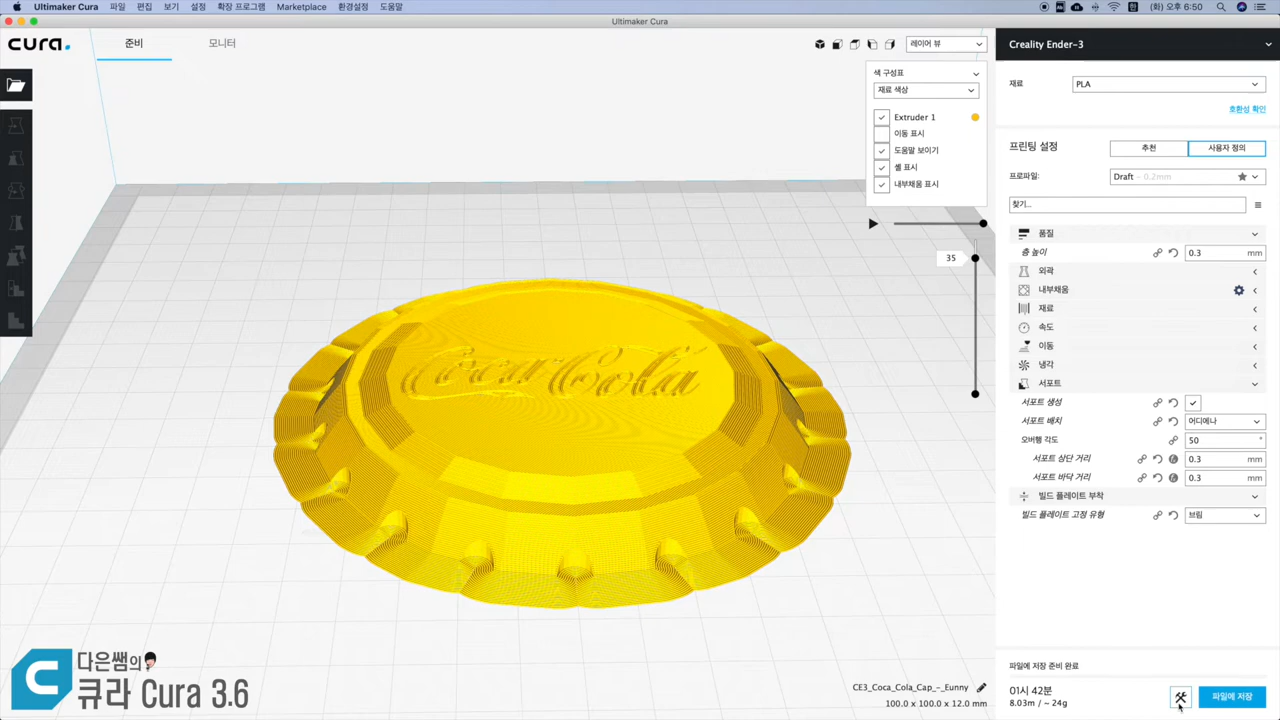 Ultimaker Cura 파일 편집 보기 설정 확장 프로그램 Marketplace 환경설정 도움말
(화) 오후 6:50
Ultimaker Cura
cura.
준비
모니터
레이어 뷰
색 구성표
재료 색상
Extruder 1
이동 표시
도움말 보이기
셸 표시
내부채움 표시
35
Coca Cola
Creality Ender-3
재료
PLA
호환성 확인
프린팅 설정
추천
사용자 정의
프로파일:
Draft - 0.2mm
찾기...
품질
층 높이
0.3 mm
외곽
내부채움
재료
속도
이동
냉각
서포트
서포트 생성
서포트 배치
어디에나
오버행 각도
50 °
서포트 상단 거리
0.3 mm
서포트 바닥 거리
0.3 mm
빌드 플레이트 부착
빌드 플레이트 고정 유형
브림
파일에 저장 준비 완료
01시 42분
8.03m / ~ 24g
파일에 저장
CE3_Coca_Cola_Cap_-_Eunny
100.0 x 100.0 x 12.0 mm
다은쌤의
큐라 Cura 3.6